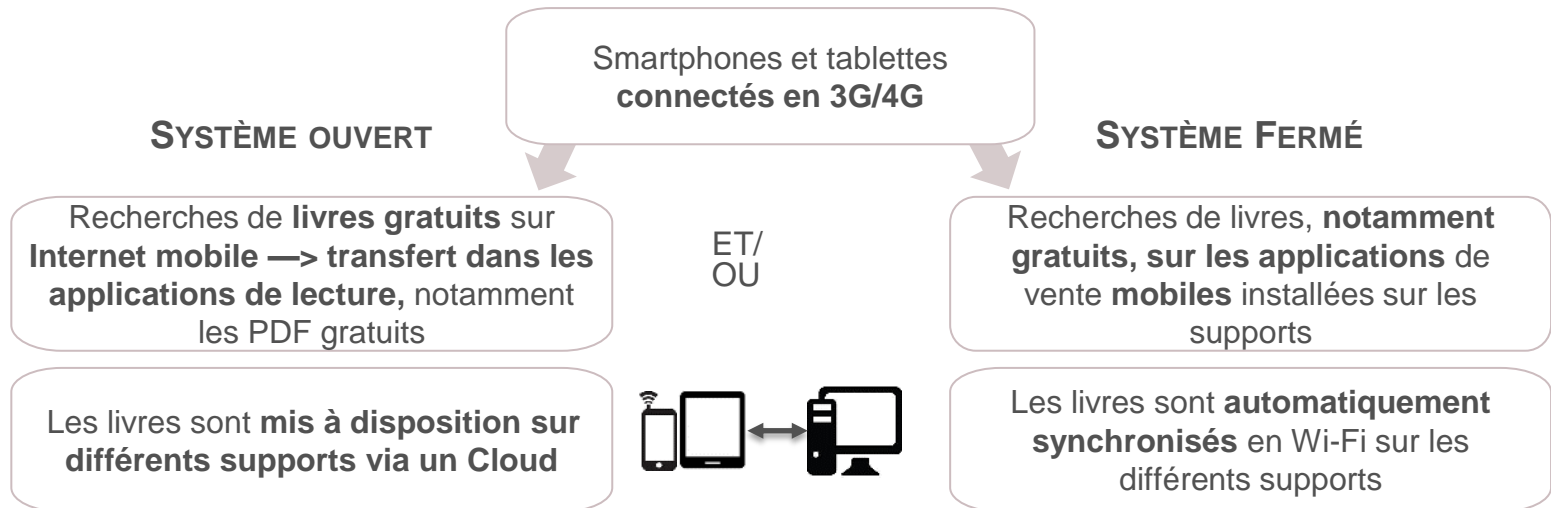 Smartphones et tablettes
connectés en 3G/4G
SYSTÈME OUVERT
SYSTÈME FERMÉ
Recherches de livres gratuits sur
Internet mobile —> transfert dans les
applications de lecture, notamment
les PDF gratuits
ET/
OU
Recherches de livres, notamment
gratuits, sur les applications de
vente mobiles installées sur les
supports
Les livres sont mis à disposition sur
différents supports via un Cloud
Les livres sont automatiquement
synchronisés en Wi-Fi sur les
différents supports